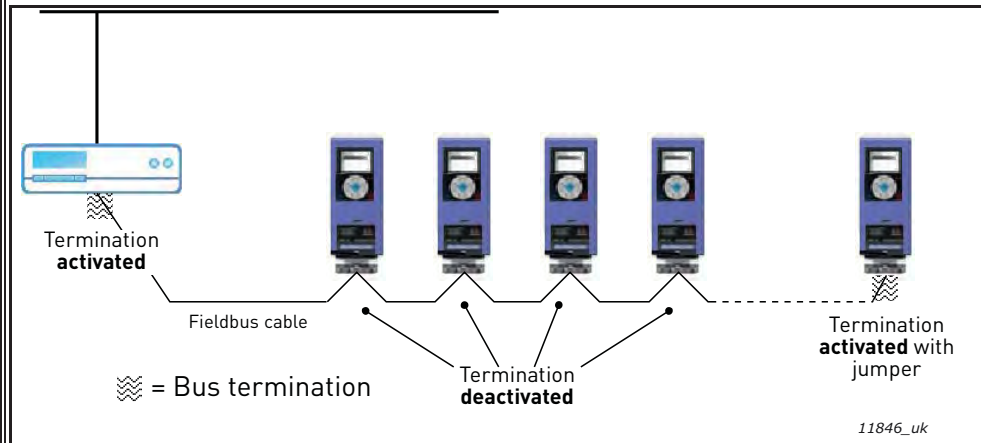 Termination
activated
Fieldbus cable
Termination
deactivated
Termination
activated with
jumper
= Bus termination
11846_uk